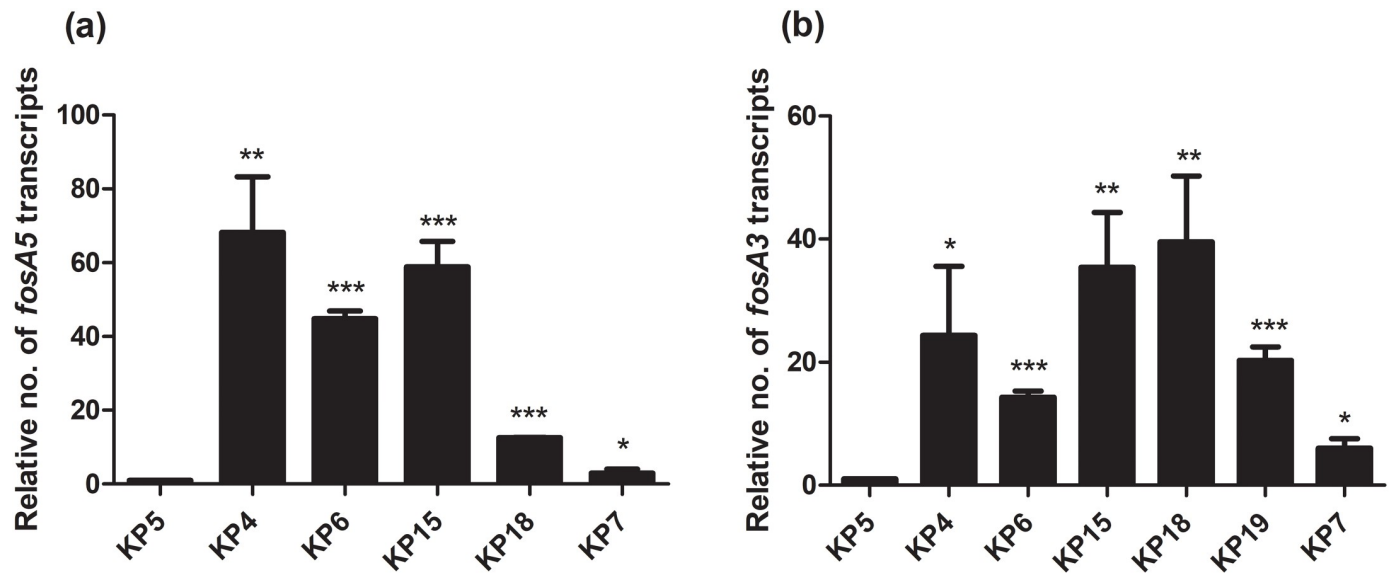 (a)
Relative no. of fosA5 transcripts
100
80
60
40
20
0
**
***
***
***
*
KP5
KP4
KP6
KP15
KP18
KP7
(b)
Relative no. of fosA3 transcripts
60
40
20
0
*
***
**
**
***
*
KP5
KP4
KP6
KP15
KP18
KP19
KP7